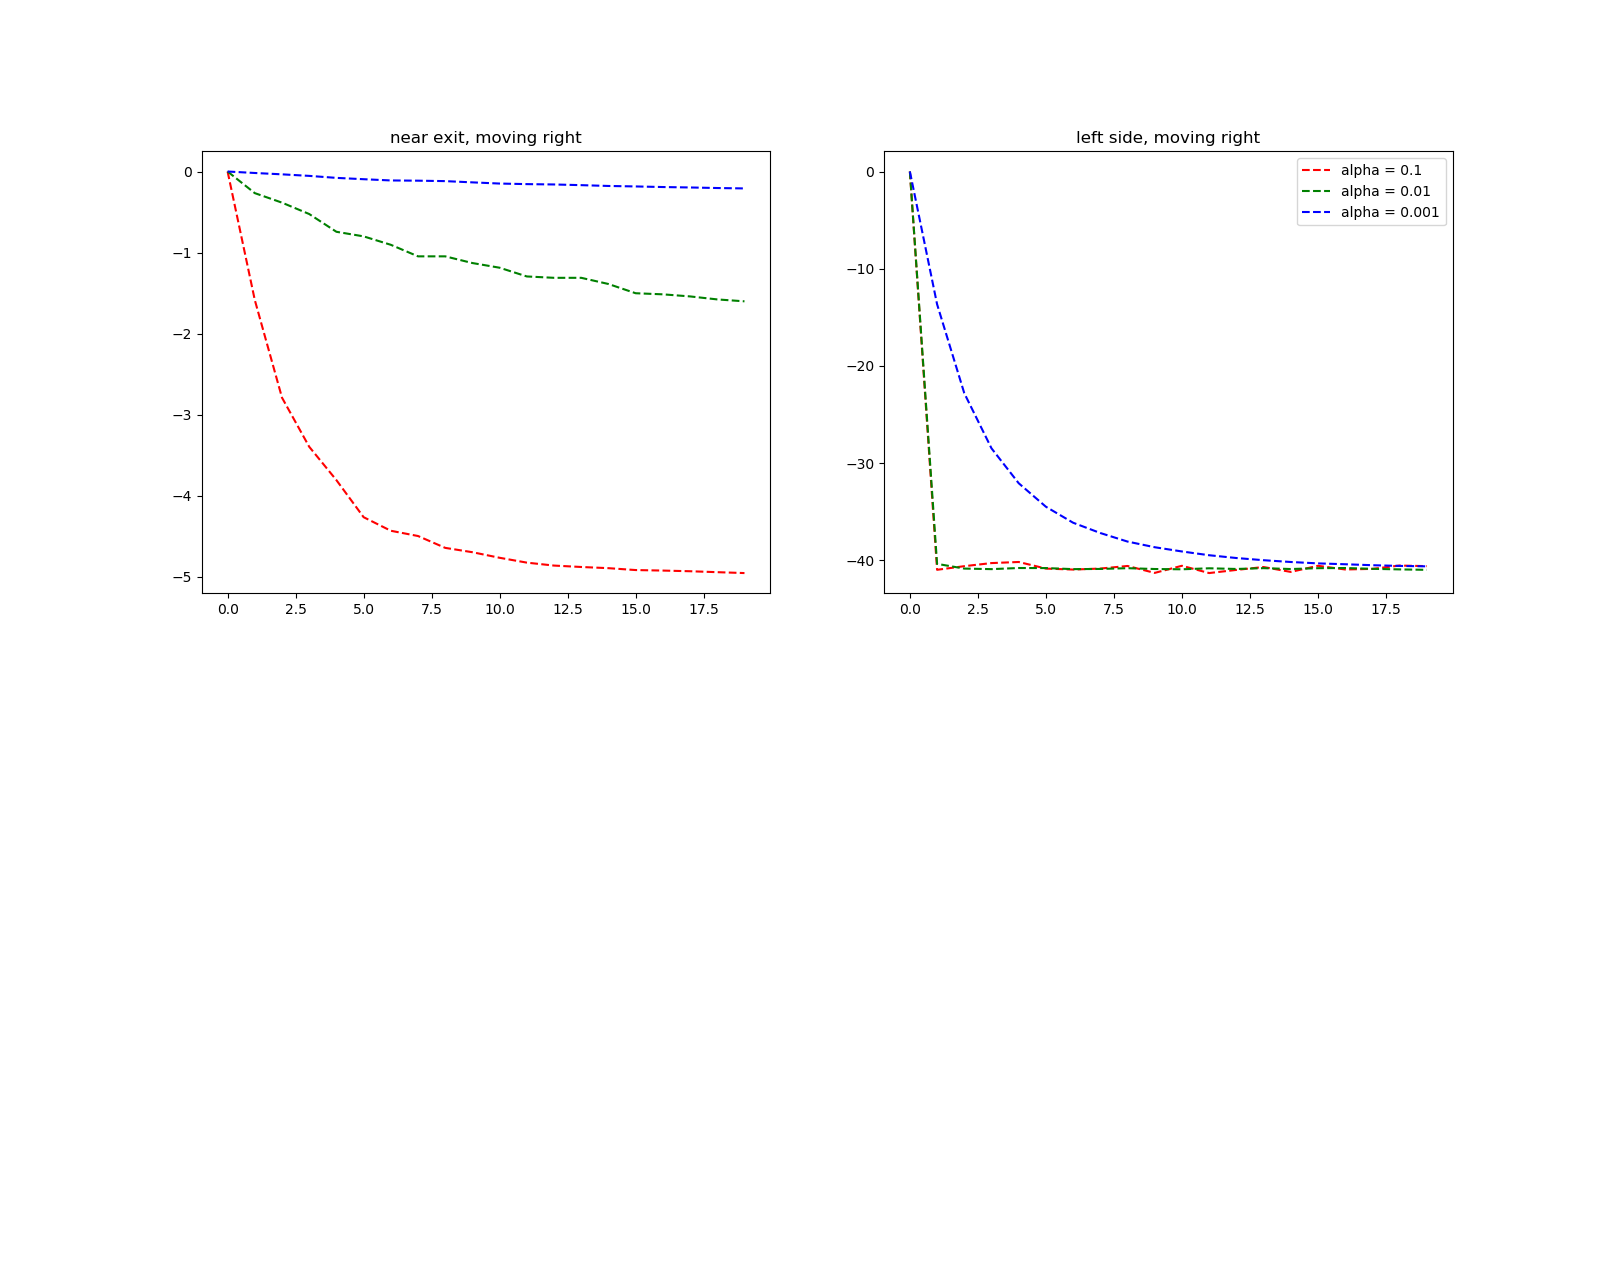 near exit, moving right
0
−1
−2
−3
−4
−5
0.0 2.5 5.0 7.5 10.0 12.5 15.0 17.5
left side, moving right
0
−10
−20
−30
−40
0.0 2.5 5.0 7.5 10.0 12.5 15.0 17.5
alpha = 0.1
alpha = 0.01
alpha = 0.001